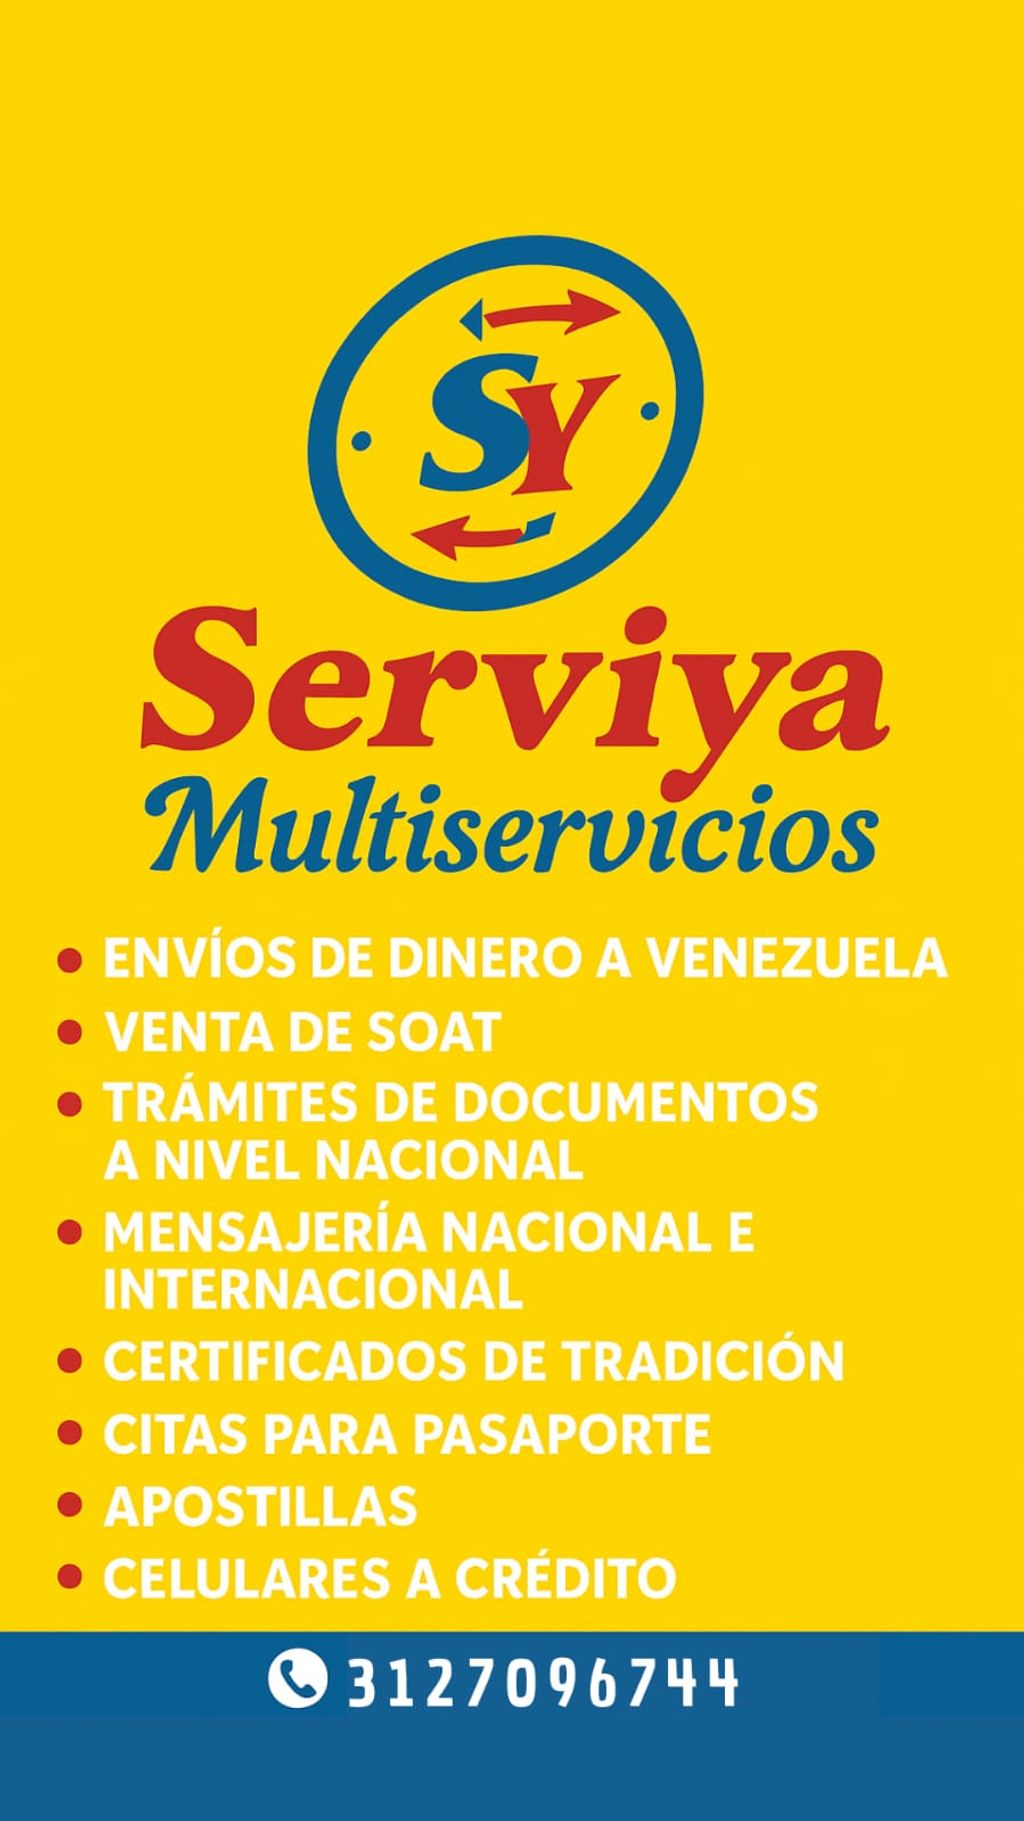 SY
Serviya
Multiservicios
• ENVÍOS DE DINERO A VENEZUELA
• VENTA DE SOAT
• TRÁMITES DE DOCUMENTOS
A NIVEL NACIONAL
• MENSAJERÍA NACIONAL E
INTERNACIONAL
• CERTIFICADOS DE TRADICIÓN
• CITAS PARA PASAPORTE
• APOSTILLAS
• CELULARES A CRÉDITO
3127096744